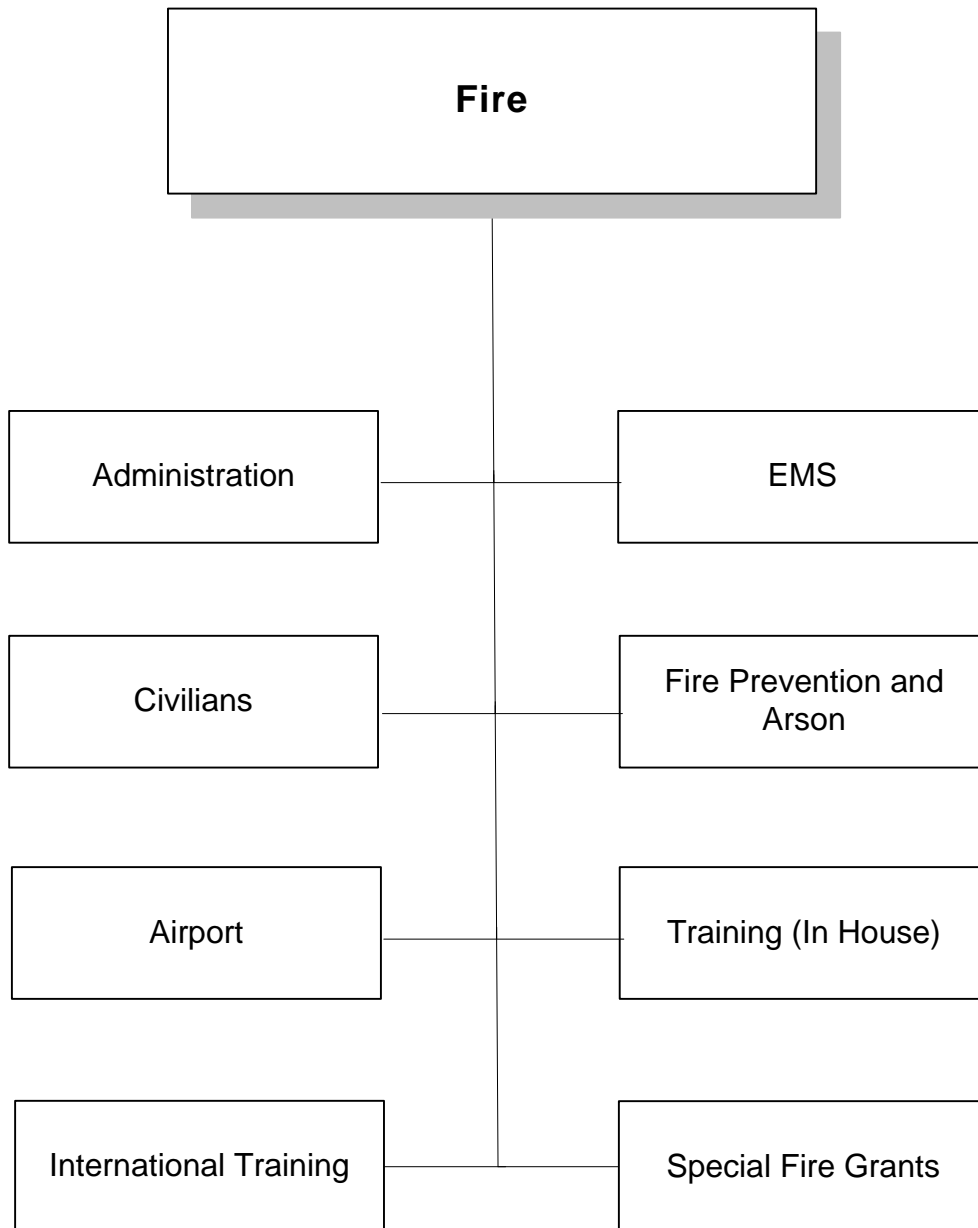 Fire
Administration
EMS
Civilians
Fire Prevention and
Arson
Airport
Training (In House)
International Training
Special Fire Grants